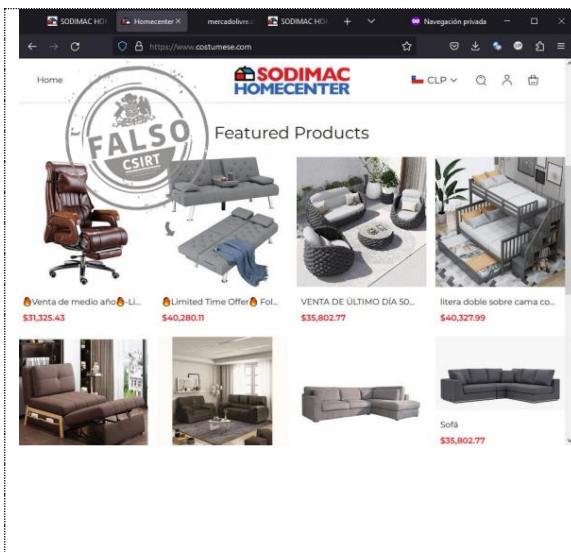 SODIMAC HO
Homecenter
mercadolivre.
SODIMAC HO
Navegación privada
https://www.costumese.com
Home
SODIMAC
HOMECENTER
CLP
FALSO
CSIRT
Featured Products
🔥Venta de medio año🔥-Li...
🔥Limited Time Offer🔥 Fol...
VENTA DE ÚLTIMO DÍA 50...
litera doble sobre cama co...
$31,325.43
$40,280.11
$35,802.77
$40,327.99
Sofá
$35,802.77